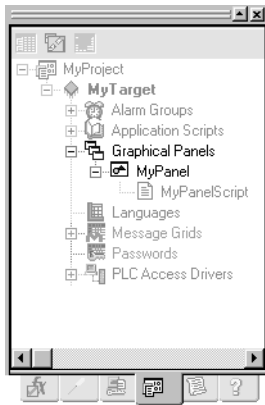 MyProject
MyTarget
Alarm Groups
Application Scripts
Graphical Panels
MyPanel
MyPanelScript
Languages
Message Grids
Passwords
PLC Access Drivers